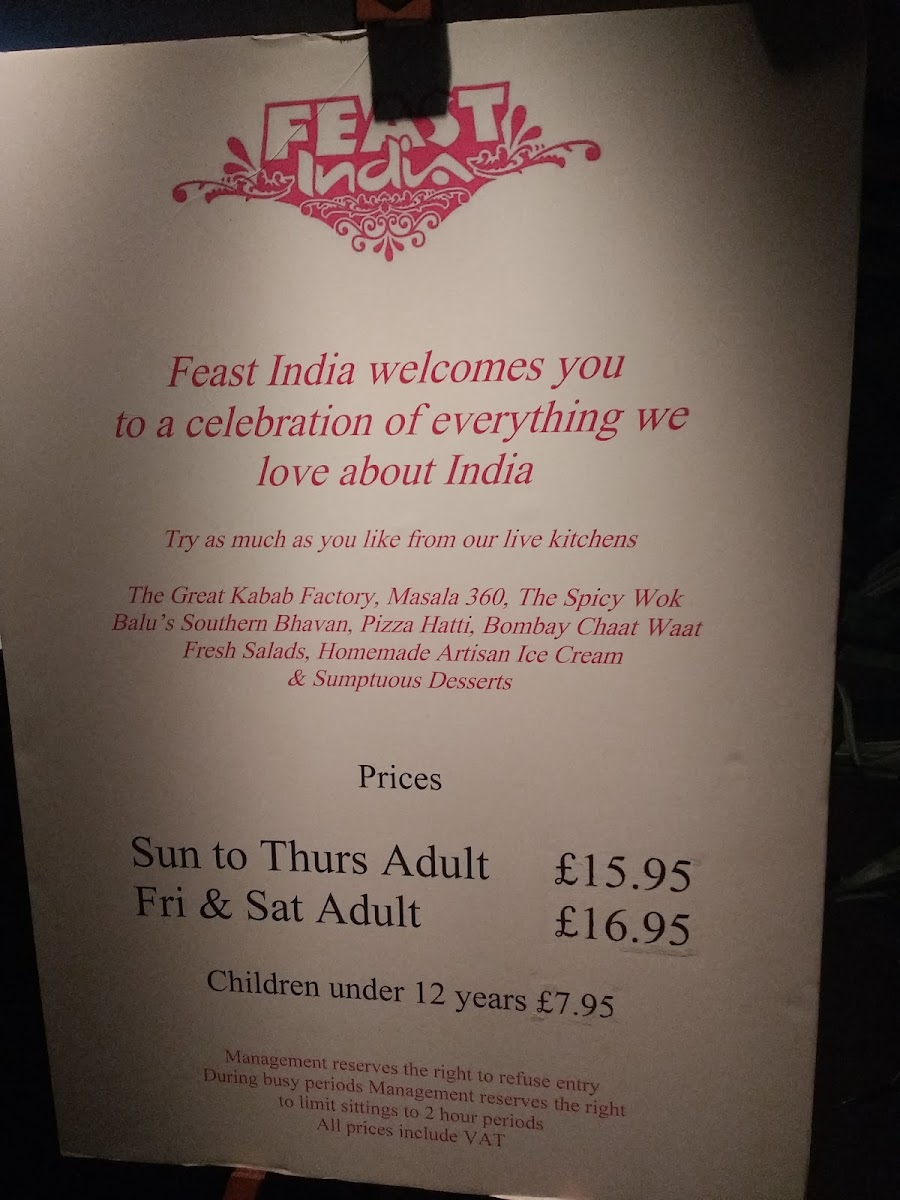 FEAST
India
Feast India welcomes you
to a celebration of everything we
love about India
Try as much as you like from our live kitchens
The Great Kabab Factory, Masala 360, The Spicy Wok
Balu's Southern Bhavan, Pizza Hatti, Bombay Chaat Waat
Fresh Salads, Homemade Artisan Ice Cream
& Sumptuous Desserts
Prices
Sun to Thurs Adult £15.95
Fri & Sat Adult £16.95
Children under 12 years £7.95
Management reserves the right to refuse entry
During busy periods Management reserves the right
to limit sittings to 2 hour periods
All prices include VAT